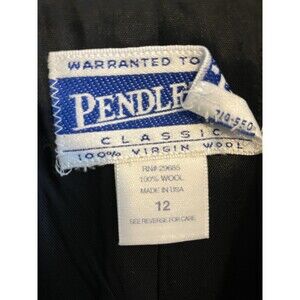 WARRANTED TO
PENDLE
CLASSIC
100% VIRGIN WOOL
RN# 29685
100% WOOL
MADE IN USA
12
SEE REVERSE FOR CARE